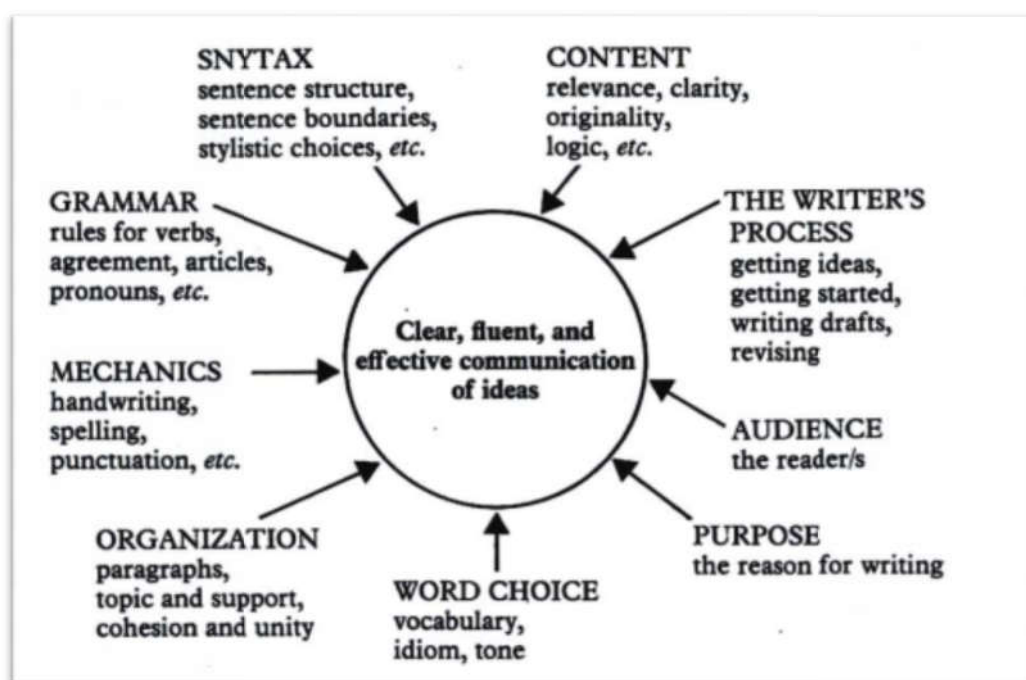 SNYTAX
sentence structure,
sentence boundaries,
stylistic choices, etc.
CONTENT
relevance, clarity,
originality,
logic, etc.
THE WRITER'S
PROCESS
getting ideas,
getting started,
writing drafts,
revising
AUDIENCE
the reader/s
PURPOSE
the reason for writing
WORD CHOICE
vocabulary,
idiom, tone
ORGANIZATION
paragraphs,
topic and support,
cohesion and unity
MECHANICS
handwriting,
spelling,
punctuation, etc.
GRAMMAR
rules for verbs,
agreement, articles,
pronouns, etc.
Clear, fluent, and
effective communication
of ideas